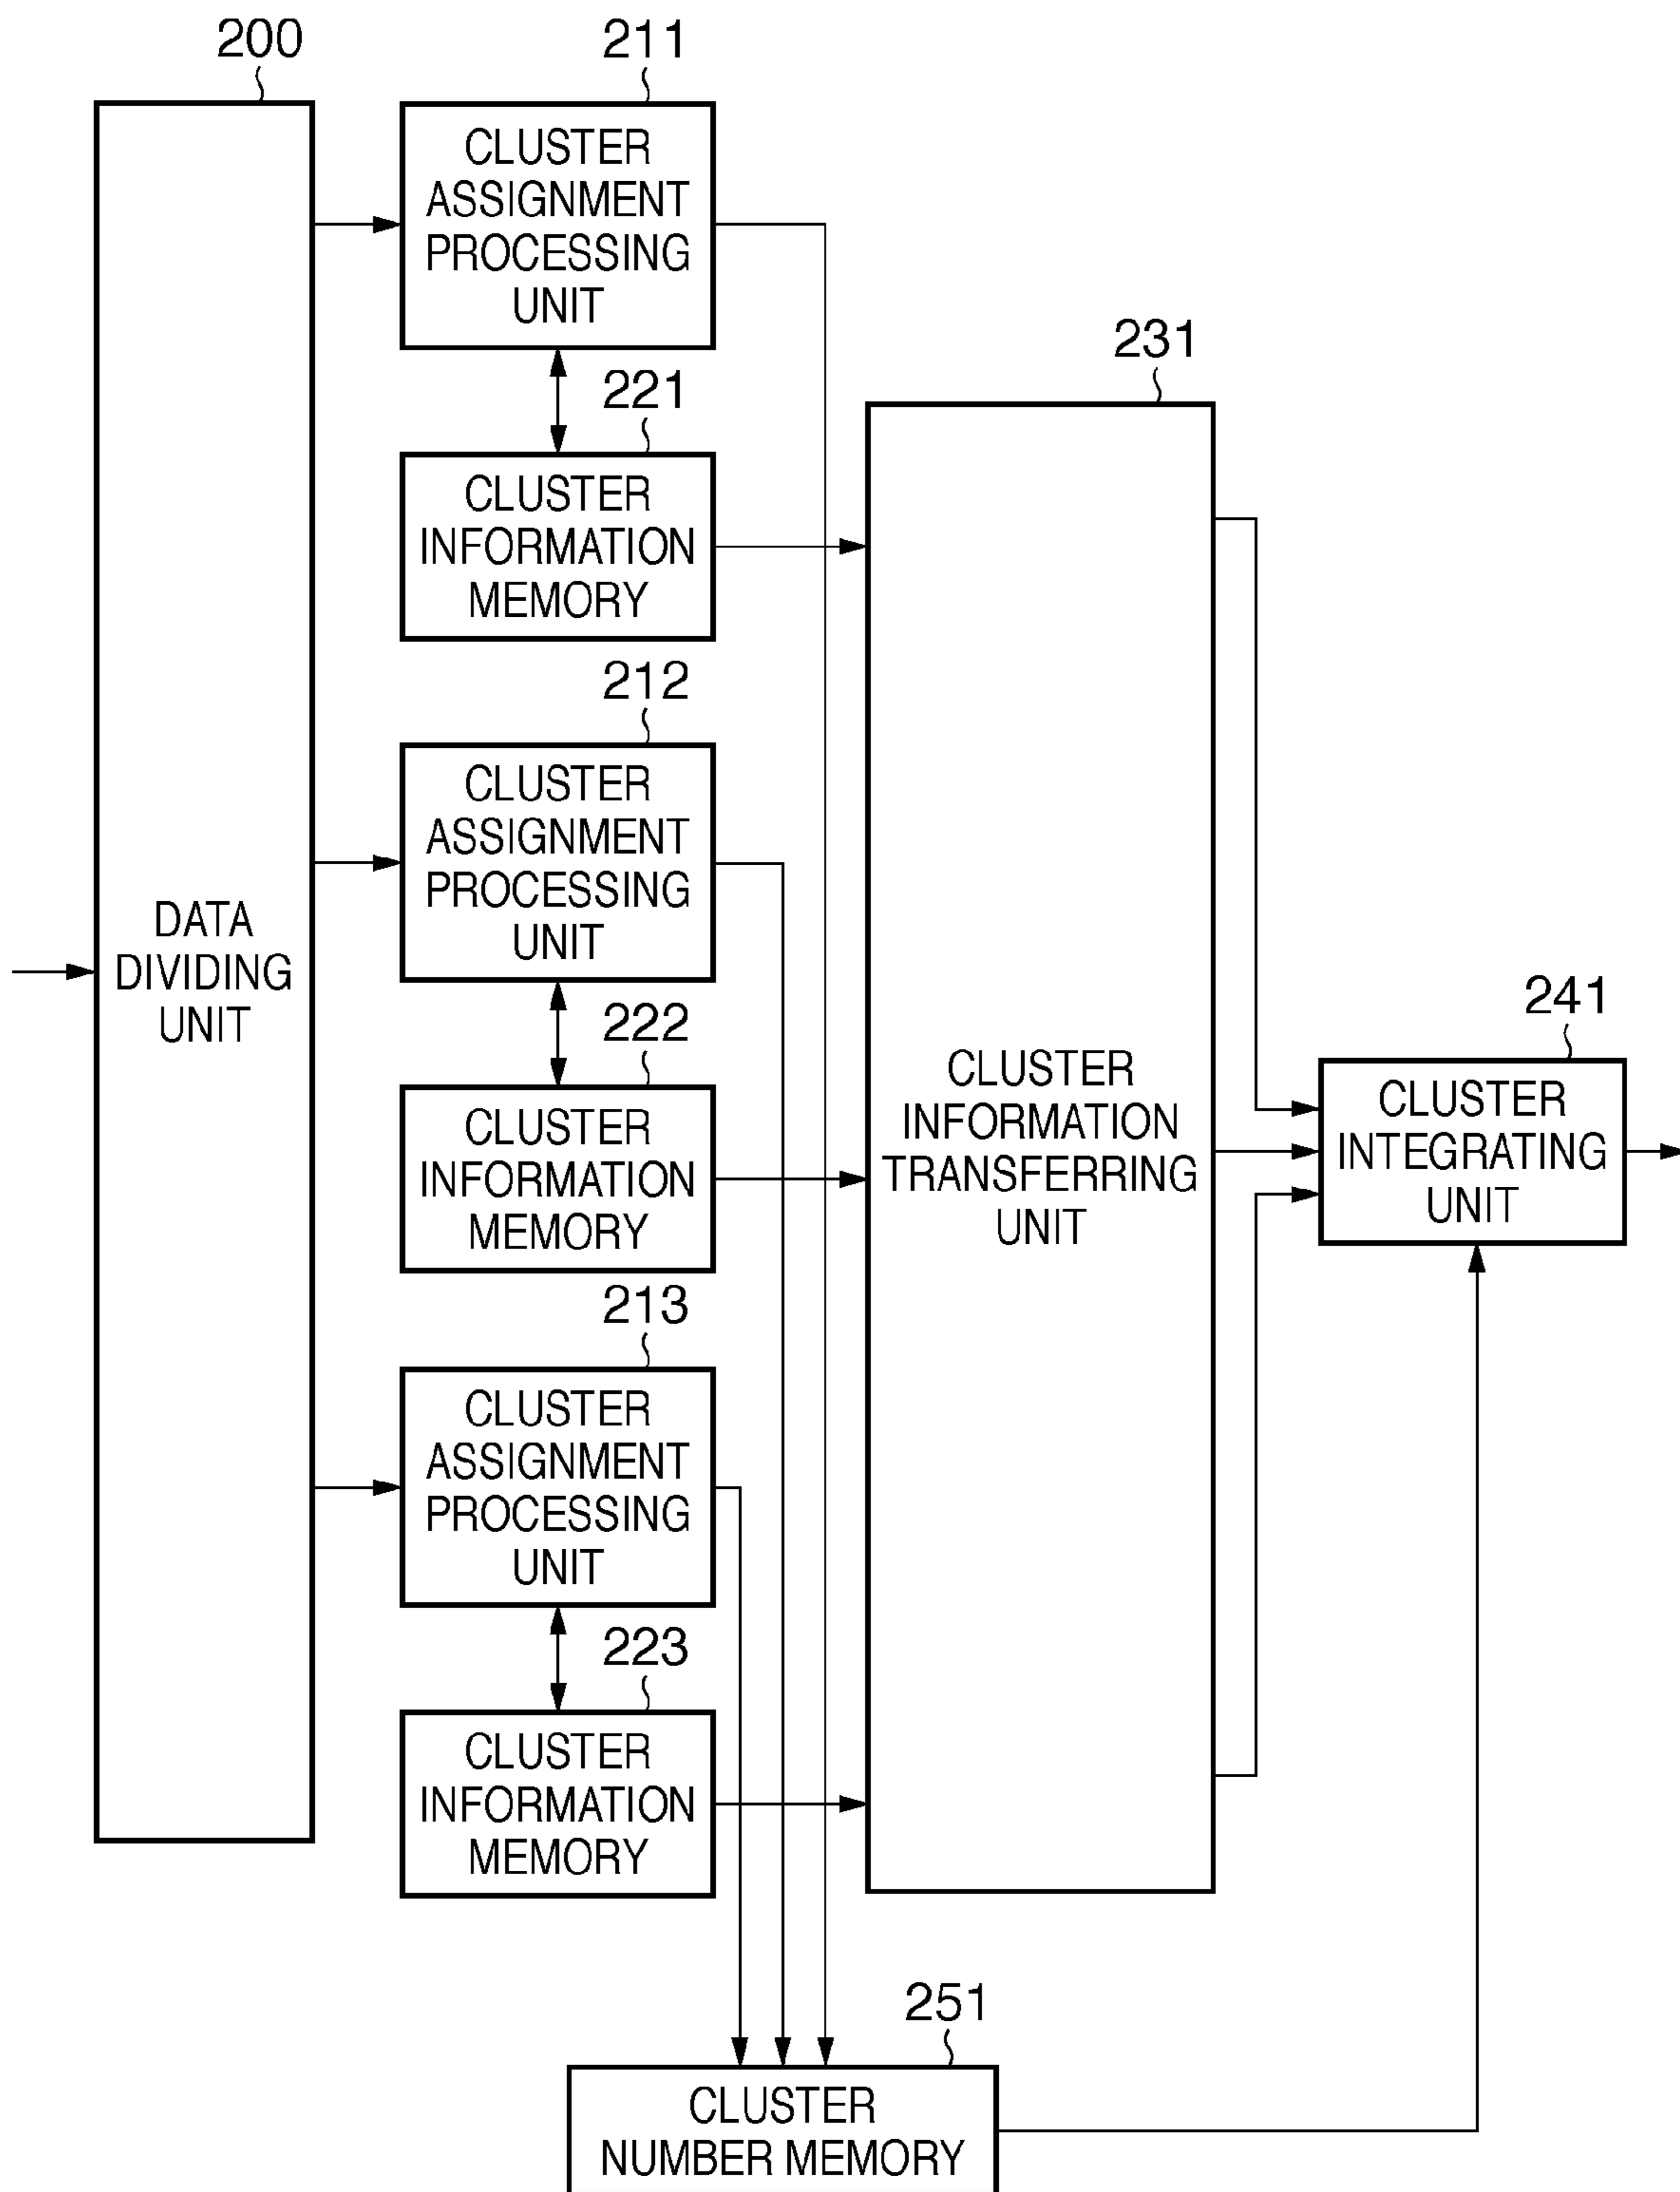 200
DATA
DIVIDING
UNIT
211
CLUSTER
ASSIGNMENT
PROCESSING
UNIT
221
CLUSTER
INFORMATION
MEMORY
212
CLUSTER
ASSIGNMENT
PROCESSING
UNIT
222
CLUSTER
INFORMATION
MEMORY
213
CLUSTER
ASSIGNMENT
PROCESSING
UNIT
223
CLUSTER
INFORMATION
MEMORY
231
CLUSTER
INFORMATION
TRANSFERRING
UNIT
241
CLUSTER
INTEGRATING
UNIT
251
CLUSTER
NUMBER MEMORY